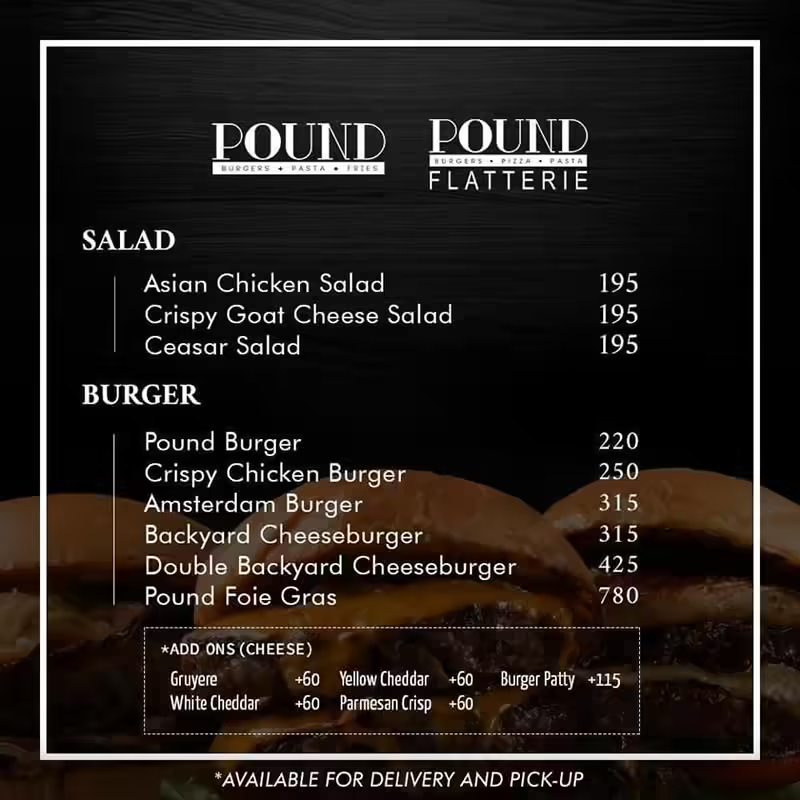 POUND
BURGERS • PASTA • FRIES
POUND
BURGERS • PIZZA • PASTA
FLATTERIE
SALAD
Asian Chicken Salad 195
Crispy Goat Cheese Salad 195
Ceasar Salad 195
BURGER
Pound Burger 220
Crispy Chicken Burger 250
Amsterdam Burger 315
Backyard Cheeseburger 315
Double Backyard Cheeseburger 425
Pound Foie Gras 780
*ADD ONS (CHEESE)
Gruyere +60 Yellow Cheddar +60 Burger Patty +115
White Cheddar +60 Parmesan Crisp +60
*AVAILABLE FOR DELIVERY AND PICK-UP